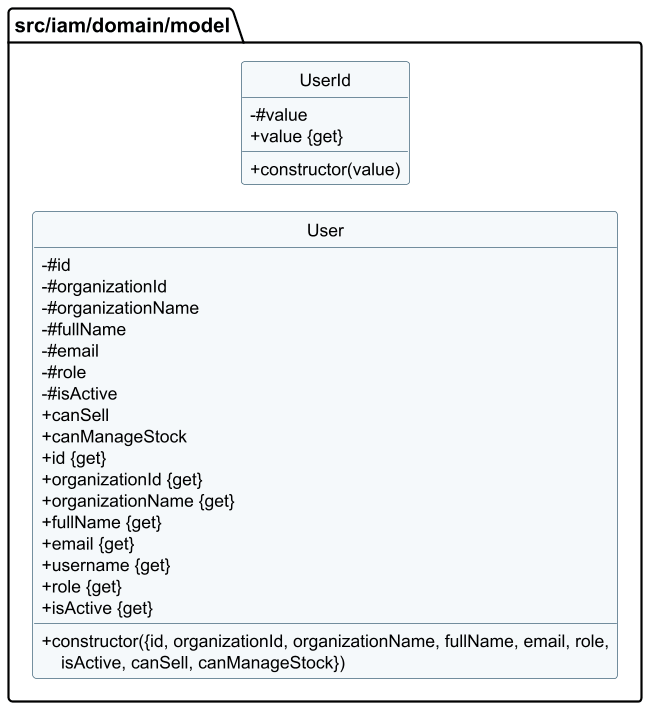 src/iam/domain/model
UserId
-#value
+value {get}
+constructor(value)
User
-#id
-#organizationId
-#organizationName
-#fullName
-#email
-#role
-#isActive
+canSell
+canManageStock
+id {get}
+organizationId {get}
+organizationName {get}
+fullName {get}
+email {get}
+username {get}
+role {get}
+isActive {get}
+constructor({id, organizationId, organizationName, fullName, email, role,
isActive, canSell, canManageStock})